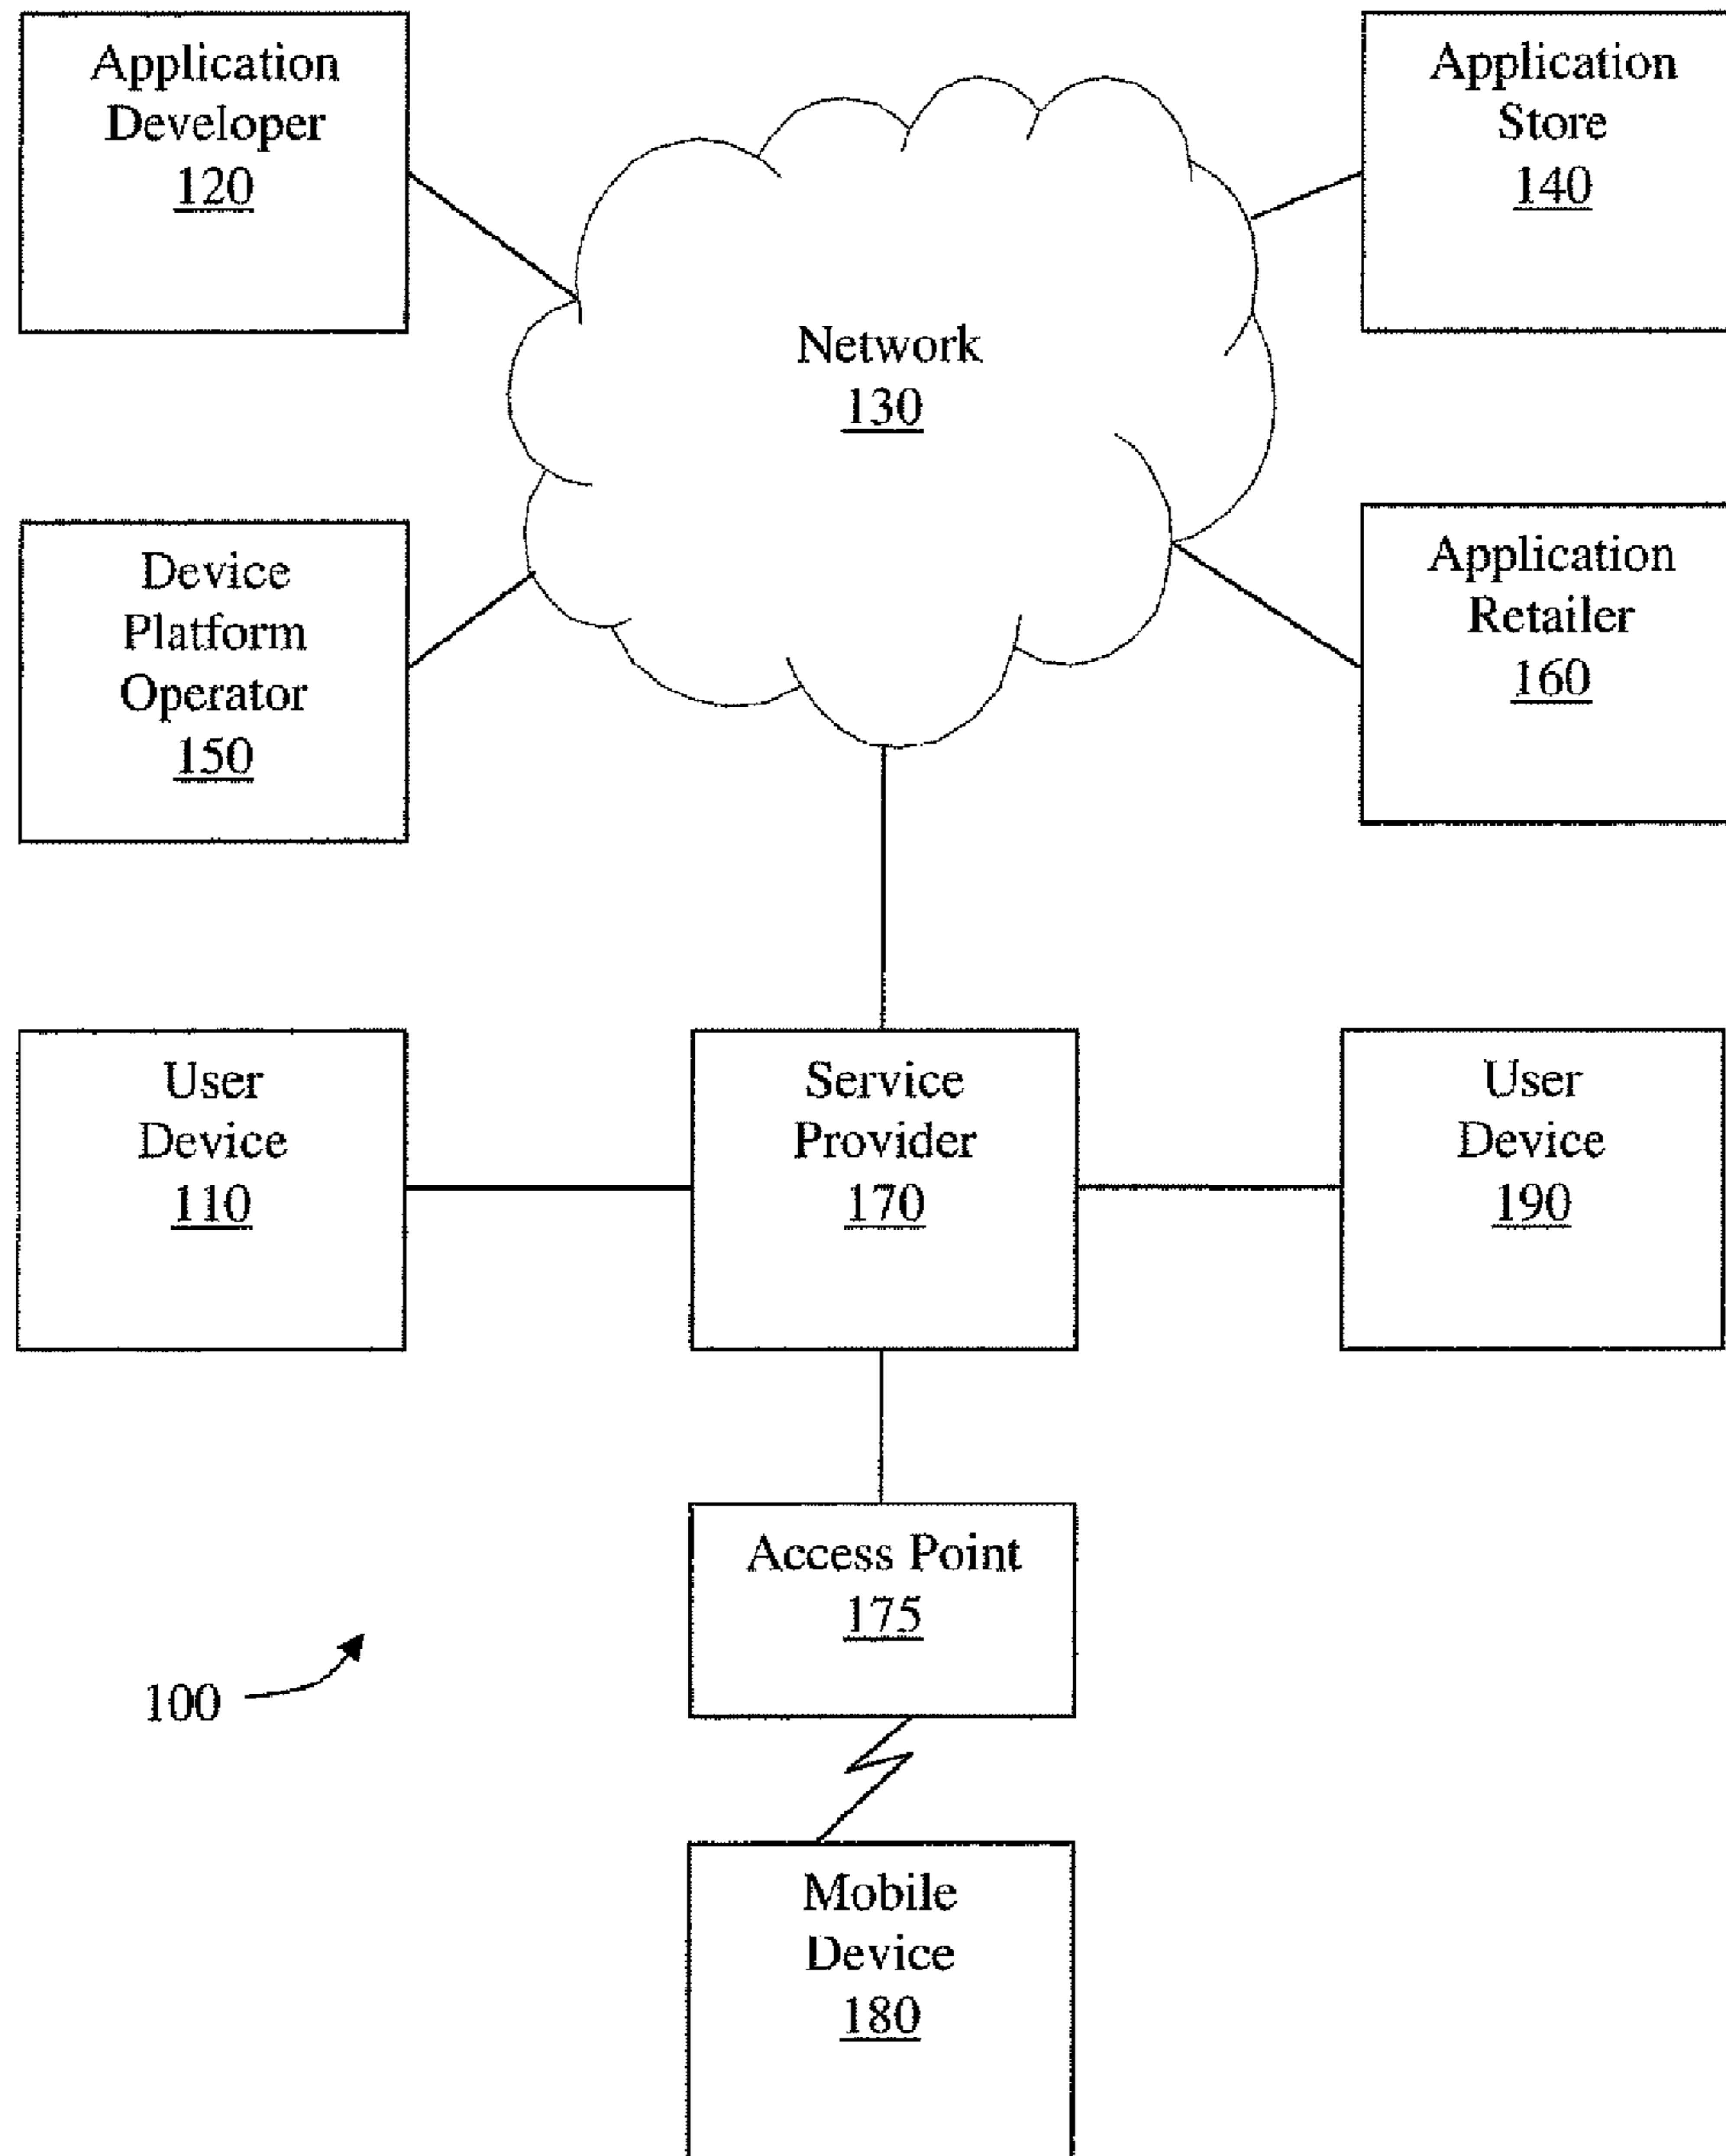 Application
Developer
120
Application
Store
140
Network
130
Device
Platform
Operator
150
Application
Retailer
160
User
Device
110
Service
Provider
170
User
Device
190
Access Point
175
100
Mobile
Device
180